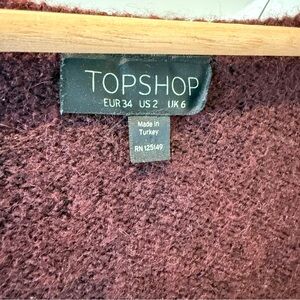 TOPSHOP
EUR 34 US 2 UK 6
Made in
Turkey
RN 125149